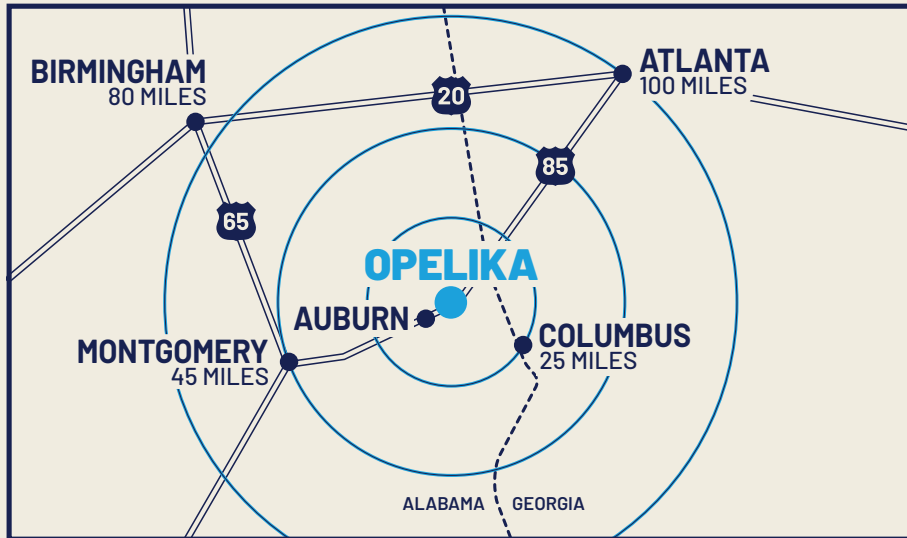 BIRMINGHAM
80 MILES
ATLANTA
100 MILES
20
85
65
OPELIKA
AUBURN
MONTGOMERY
45 MILES
COLUMBUS
25 MILES
ALABAMA
GEORGIA